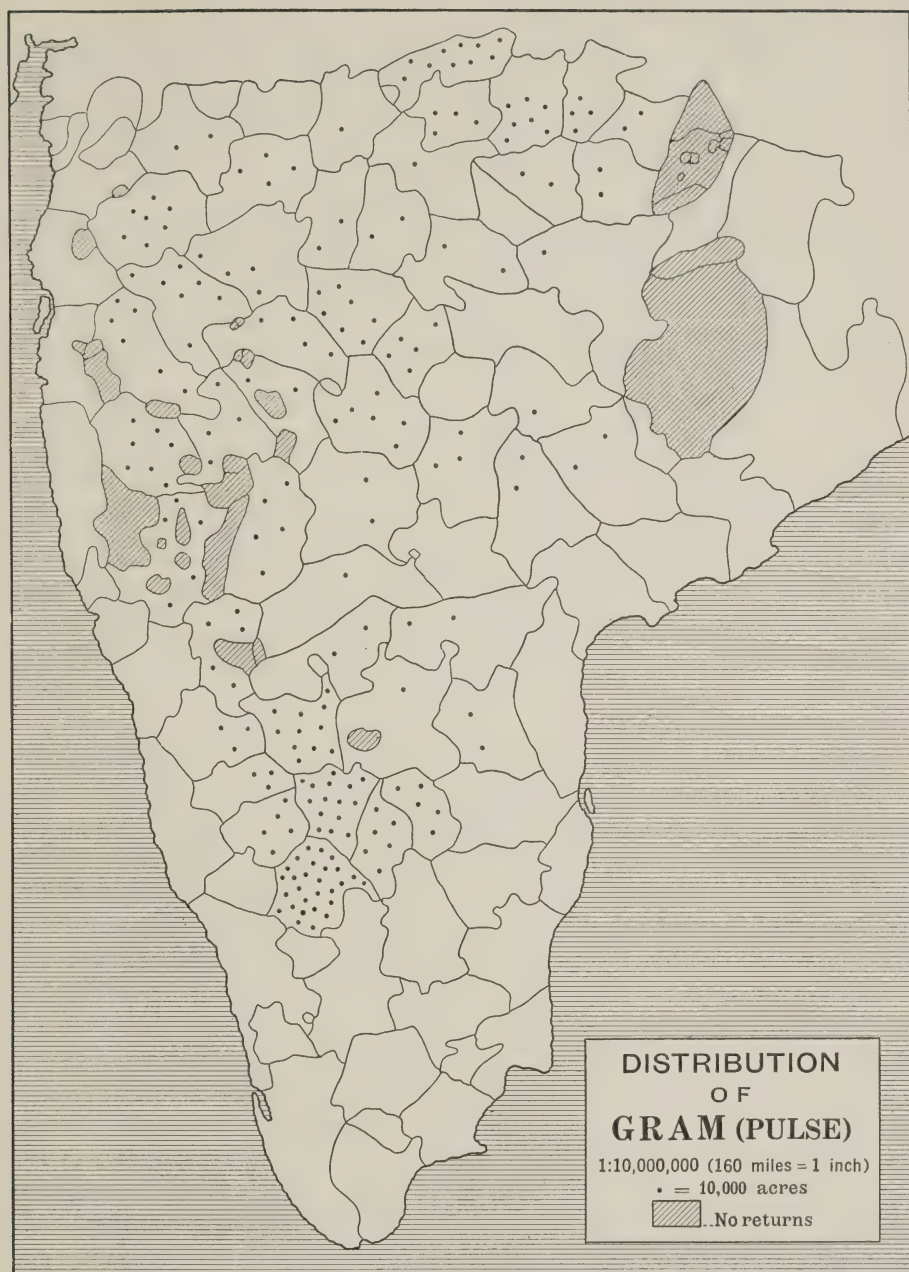 DISTRIBUTION
OF
GRAM (PULSE)
1:10,000,000 (160 miles = 1 inch)
• = 10,000 acres
No returns